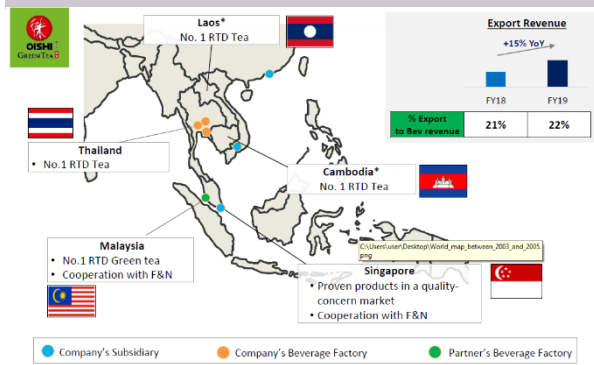 OISHI
GREEN TEA
Laos*
No. 1 RTD Tea
Export Revenue
+15% YoY
FY18 FY19
% Export
to Bev revenue
21% 22%
Thailand
• No.1 RTD Tea
Cambodia*
No. 1 RTD Tea
Malaysia
• No.1 RTD Green tea
• Cooperation with F&N
C:\Users\user\Desktop\World_map_between_2003_and_2005.
png
Singapore
• Proven products in a quality-
concern market
• Cooperation with F&N
Company's Subsidiary
Company's Beverage Factory
Partner's Beverage Factory